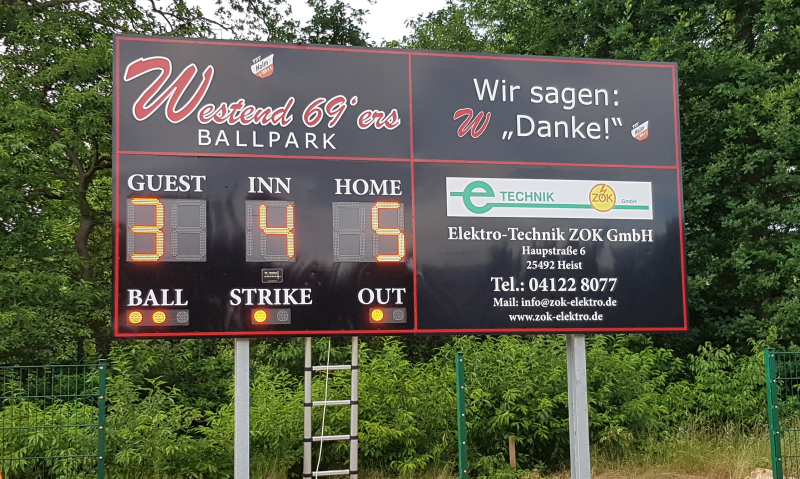 Holm
Westend 69'ers
BALLPARK
Wir sagen:
W „Danke!“
GUEST INN HOME
3 4 5
BALL STRIKE OUT
e TECHNIK ZOK GmbH
Elektro-Technik ZOK GmbH
Hauptstraße 6
25492 Heist
Tel.: 04122 8077
Mail: info@zok-elektro.de
www.zok-elektro.de